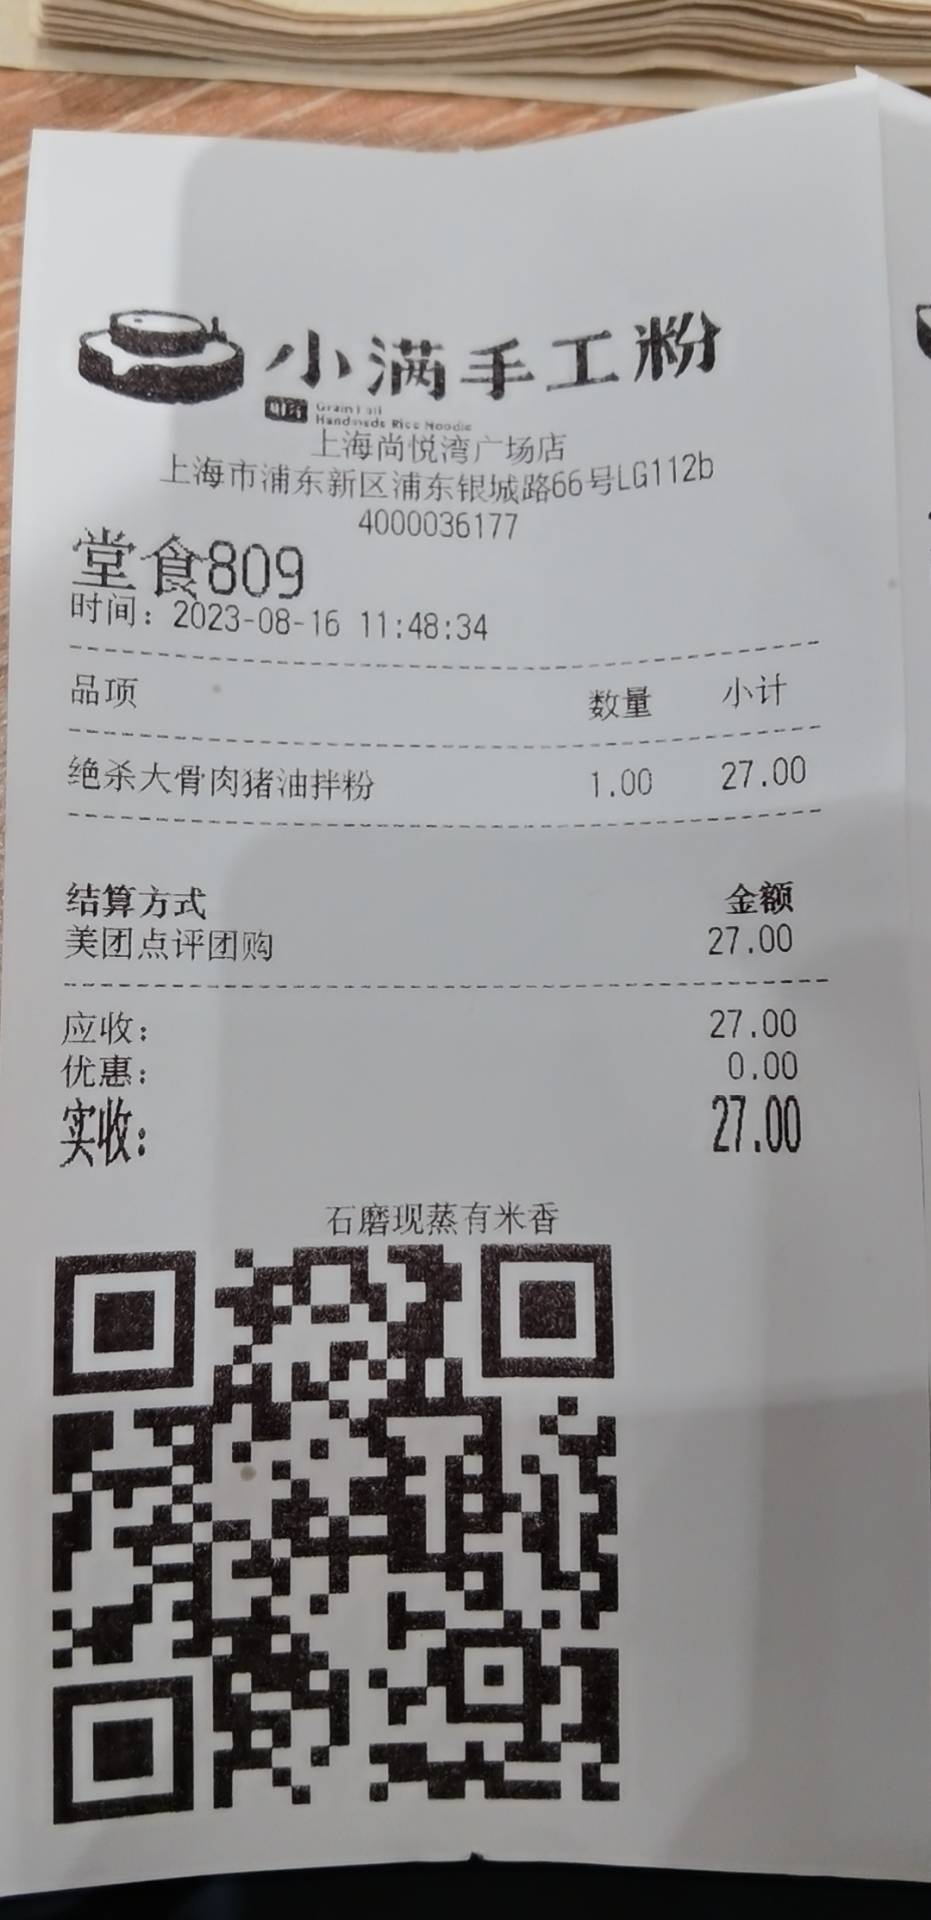 小满手工粉
Handmade Rice Noodle
上海尚悦湾广场店
上海市浦东新区浦东银城路66号LG112b
4000036177
堂食809
时间：2023-08-16 11:48:34
品项 数量 小计
绝杀大骨肉猪油拌粉 1.00 27.00
结算方式 金额
美团点评团购 27.00
应收： 27.00
优惠： 0.00
实收： 27.00
石磨现蒸有米香